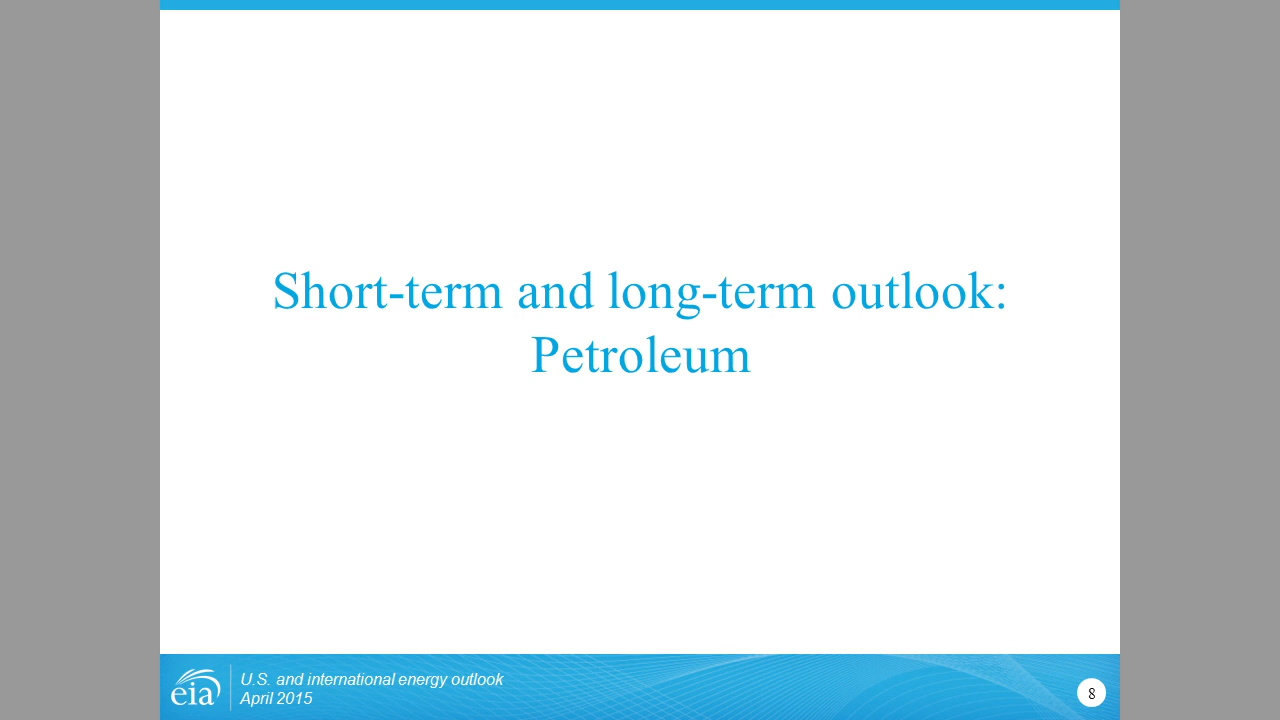 Short-term and long-term outlook:
Petroleum
eia
U.S. and international energy outlook
April 2015
8